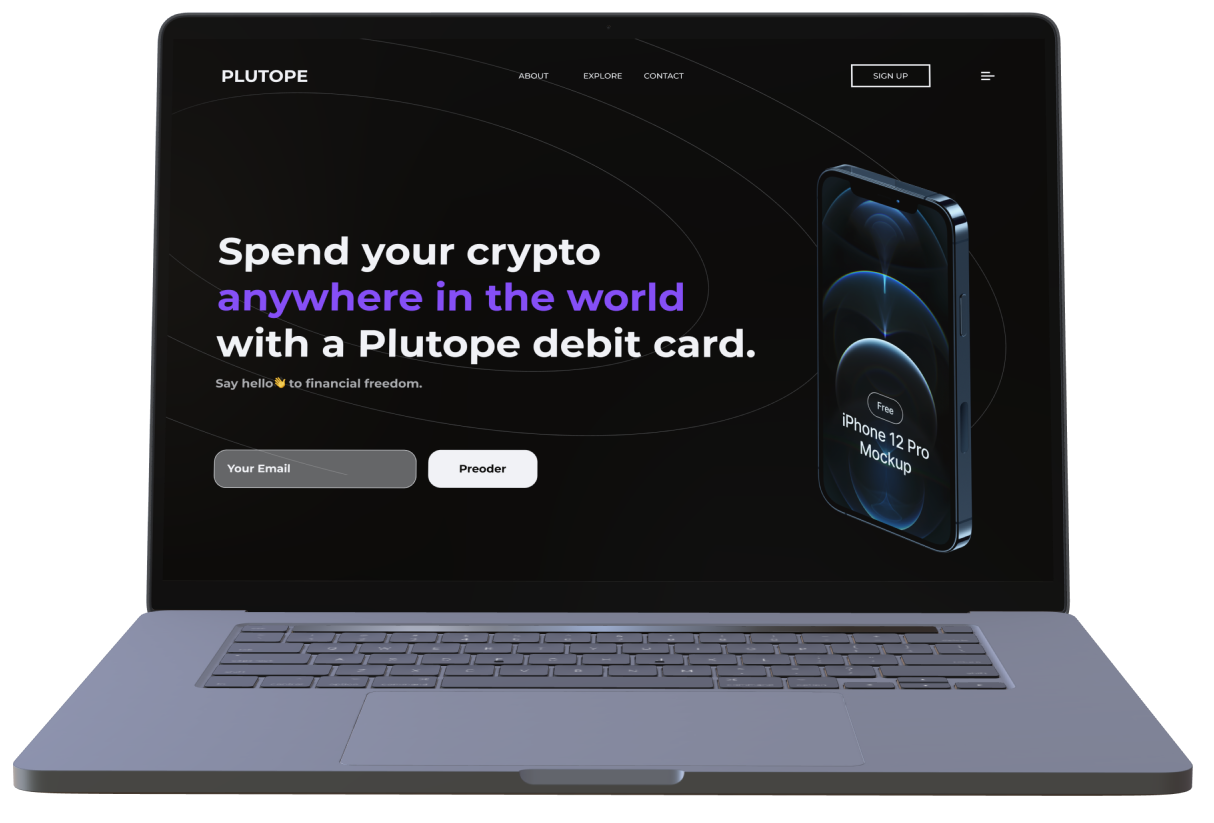 PLUTOPE
ABOUT EXPLORE CONTACT
SIGN UP
Spend your crypto
anywhere in the world
with a Plutope debit card.
Say hello👋 to financial freedom.
Your Email
Preoder
Free
iPhone 12 Pro
Mockup